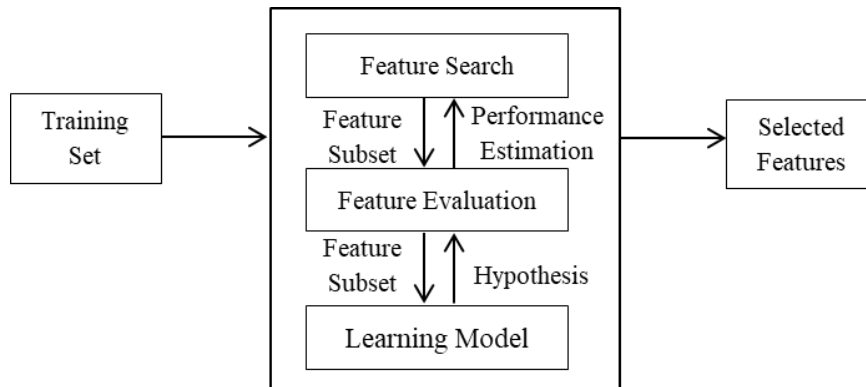 Training
Set
Feature Search
Feature
Subset
Performance
Estimation
Feature Evaluation
Feature
Subset
Hypothesis
Learning Model
Selected
Features